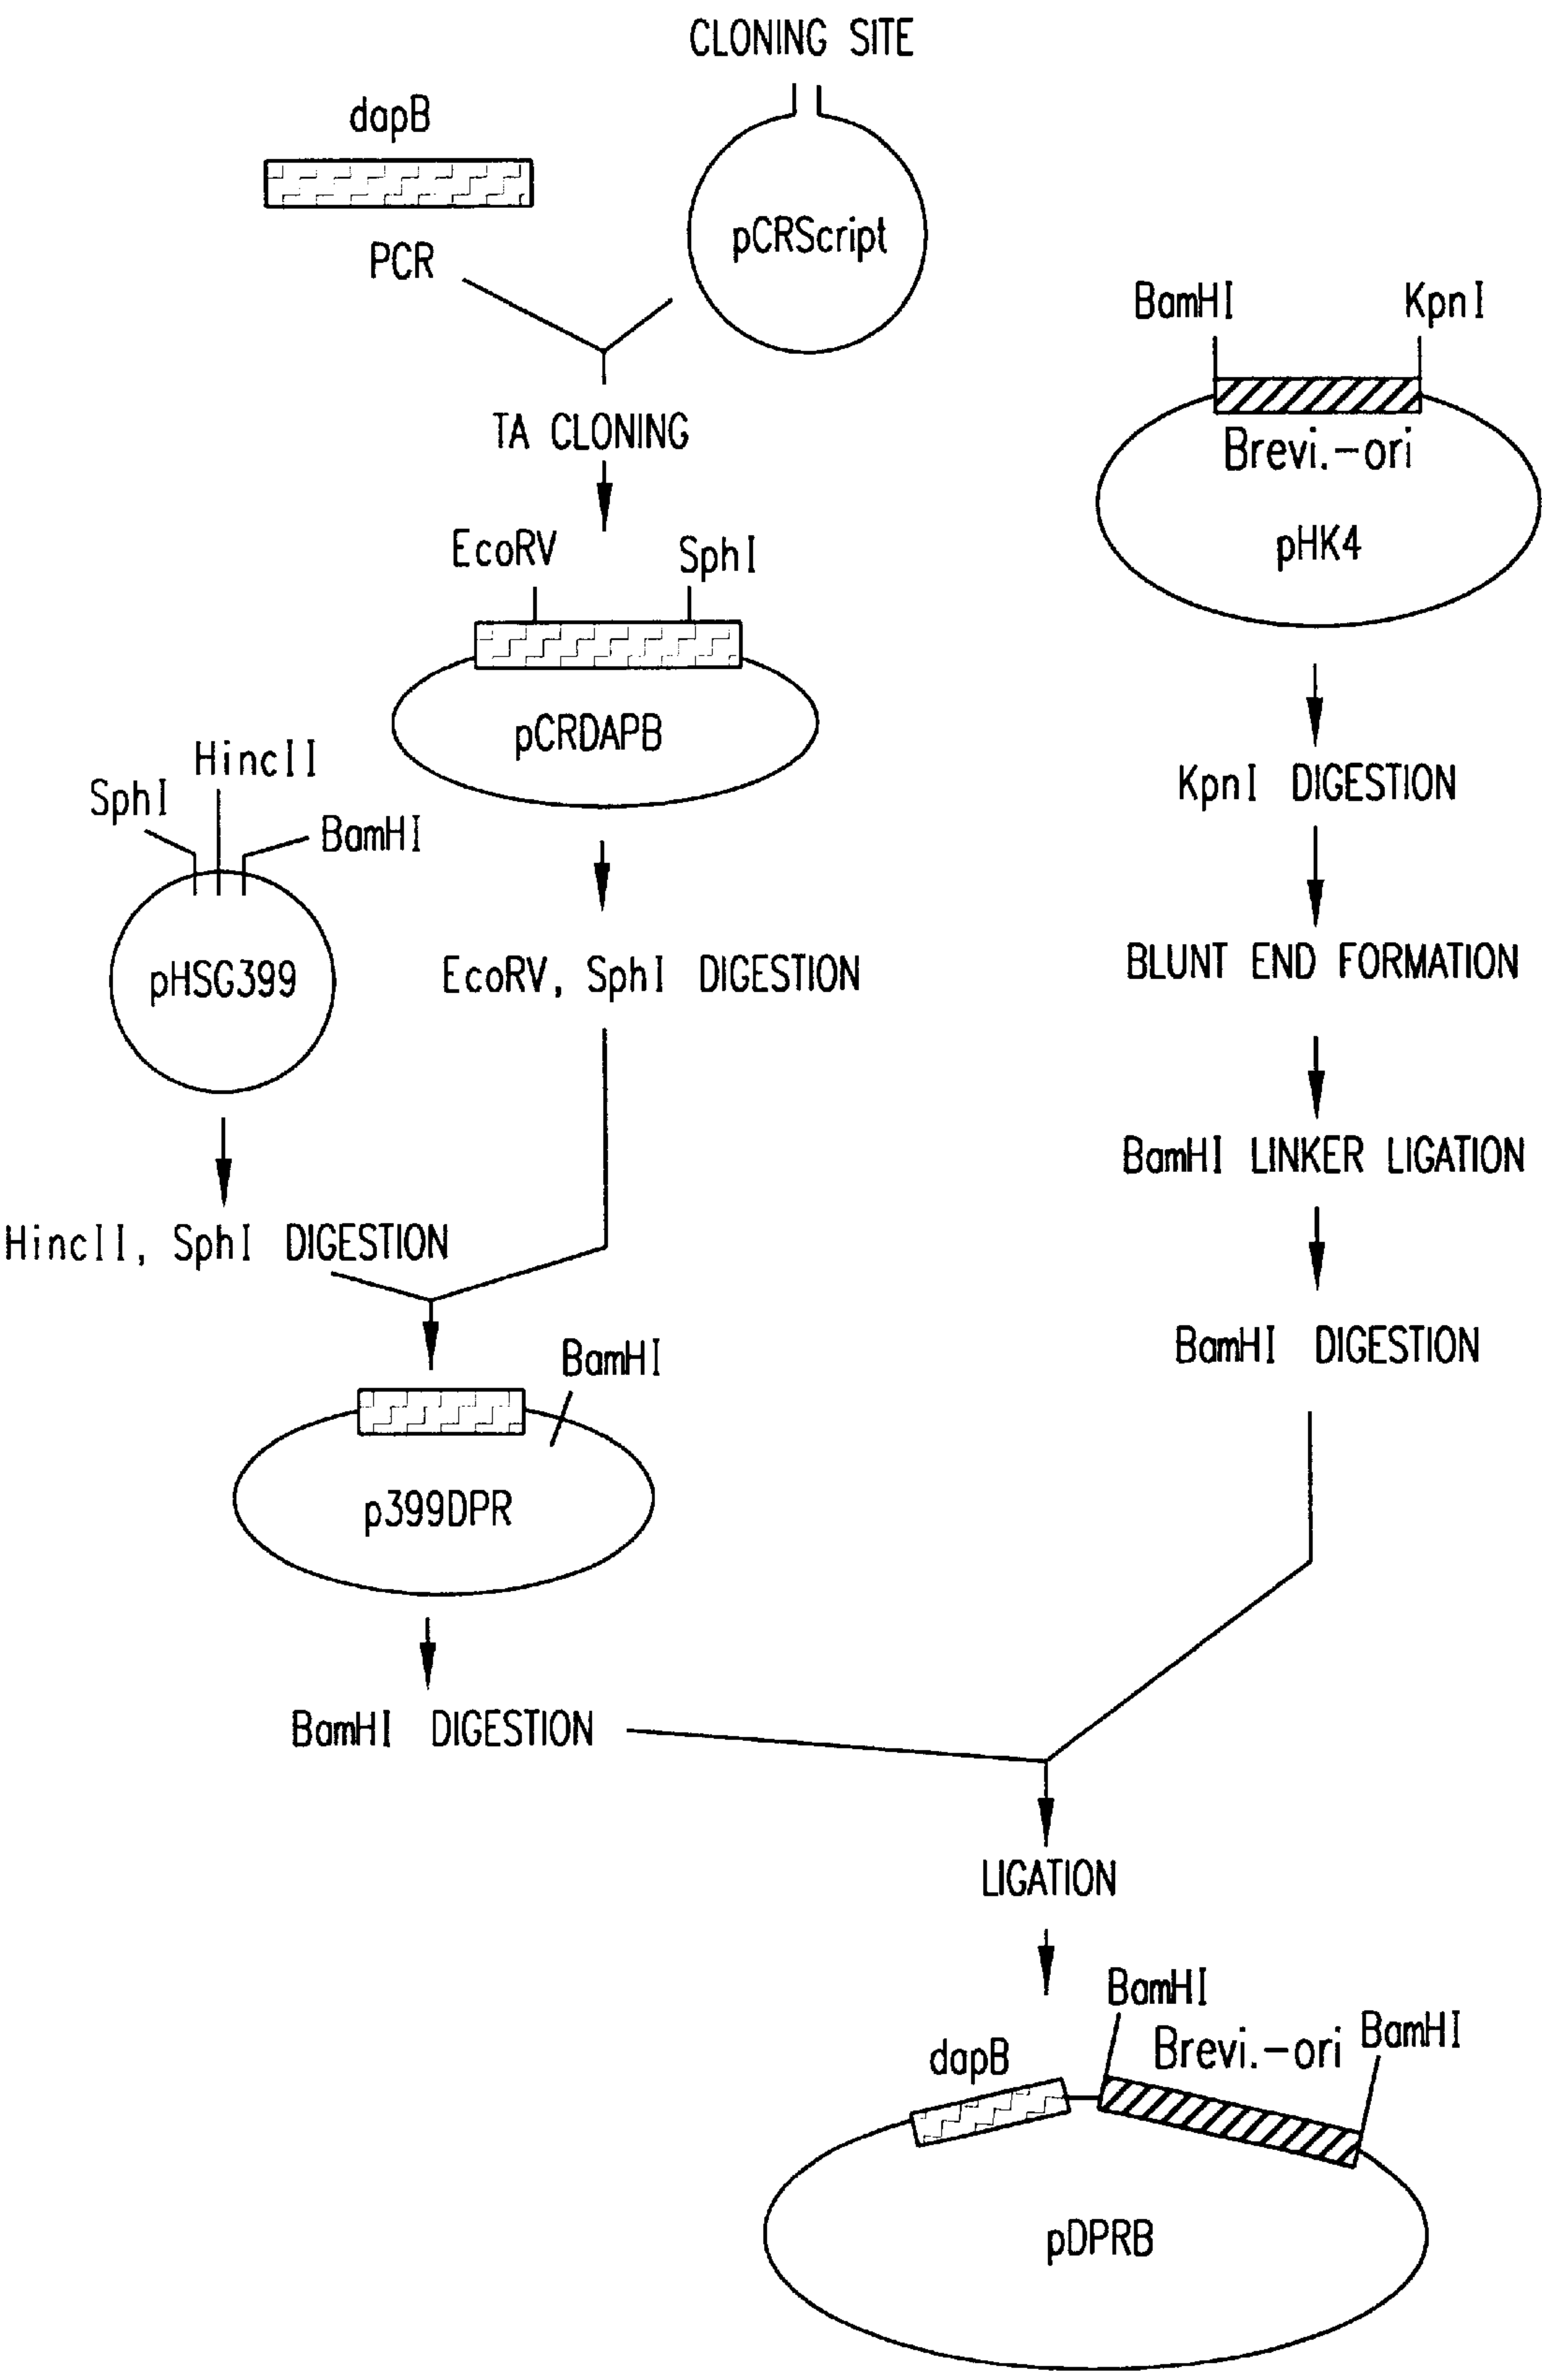 CLONING SITE
dapB
pCRScript
PCR
BamHI
KpnI
TA CLONING
Brevi.-ori
pHK4
EcoRV
SphI
pCRDAPB
HincII
SphI
BamHI
KpnI DIGESTION
pHSG399
EcoRV, SphI DIGESTION
BLUNT END FORMATION
BamHI LINKER LIGATION
HincII, SphI DIGESTION
BamHI DIGESTION
BamHI
p399DPR
BamHI DIGESTION
LIGATION
BamHI
dapB
Brevi.-ori
BamHI
pDPRB